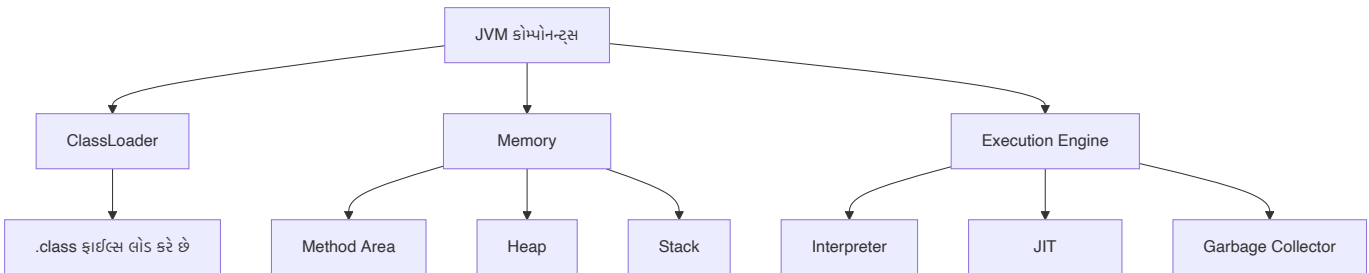 JVM કોમ્પોનન્ટ્સ
ClassLoader
Memory
Execution Engine
.class ફાઈલ્સ લોડ કરે છે
Method Area
Heap
Stack
Interpreter
JIT
Garbage Collector